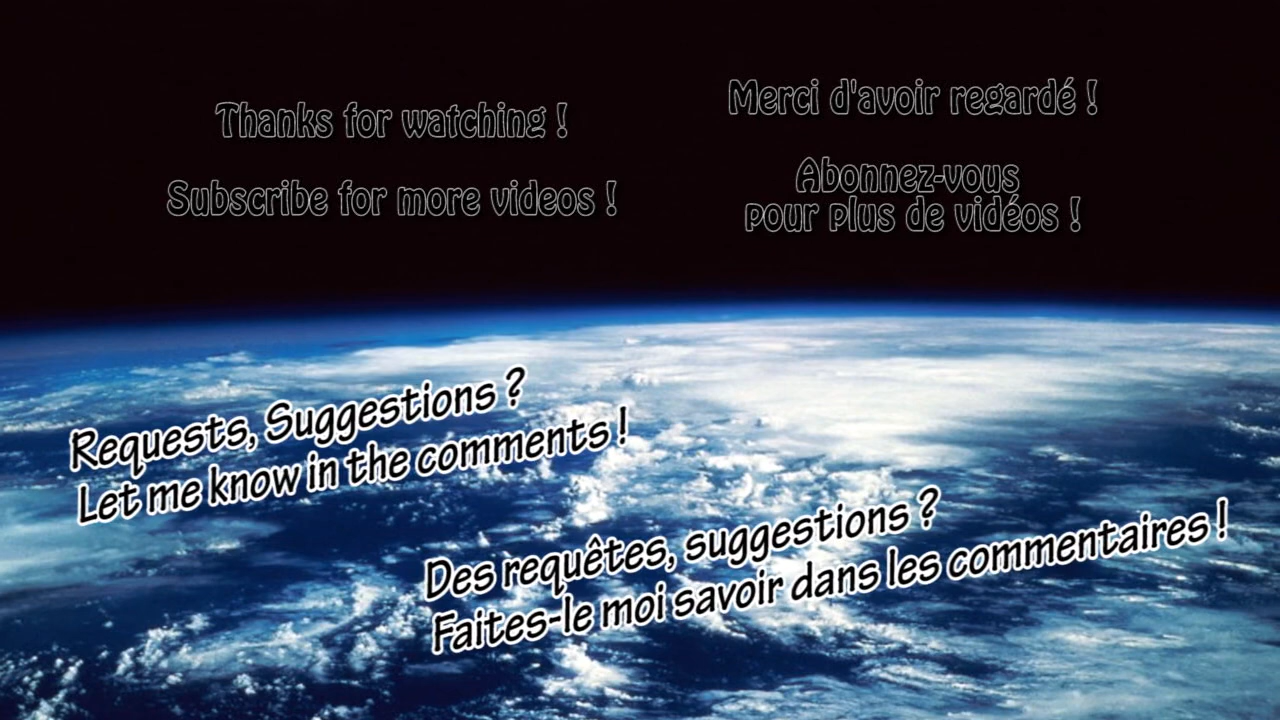 Thanks for watching !
Subscribe for more videos !
Merci d'avoir regardé !
Abonnez-vous
pour plus de vidéos !
Requests, Suggestions ?
Let me know in the comments !
Des requêtes, suggestions ?
Faites-le moi savoir dans les commentaires !